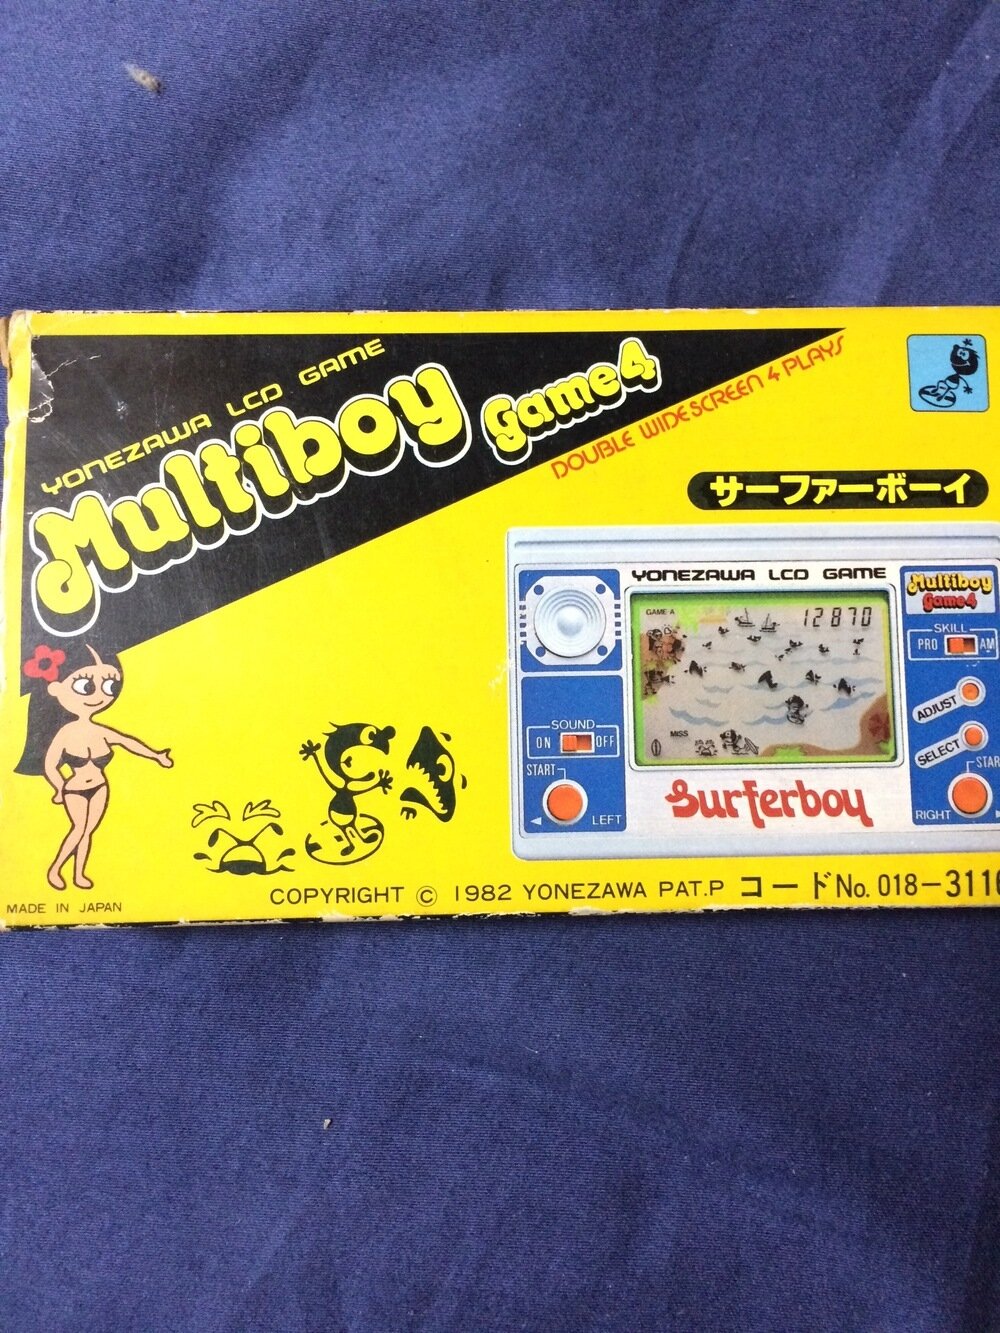 YONEZAWA LCD GAME
Multiboy Game4
DOUBLE WIDESCREEN 4 PLAYS
サーファーボーイ
YONEZAWA LCD GAME
Multiboy
Game4
GAME A
12870
SKILL
PRO AM
ADJUST
SELECT
SOUND
ON OFF
START
LEFT
MISS
STAR
RIGHT
Surferboy
COPYRIGHT © 1982 YONEZAWA PAT.P コードNo. 018-3116
MADE IN JAPAN